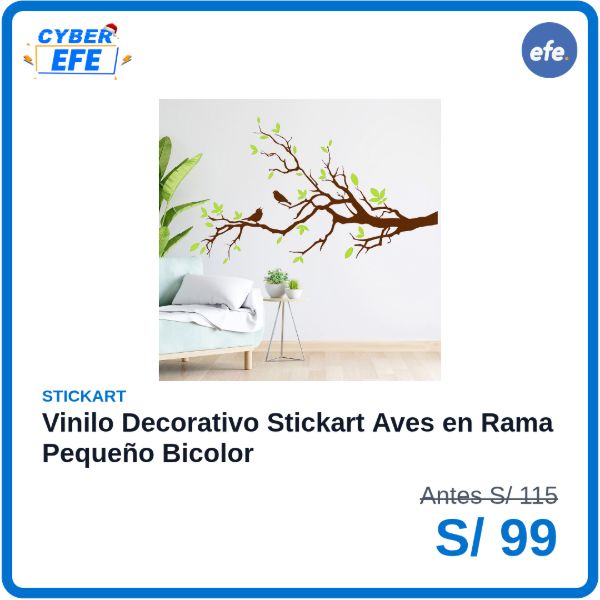 CYBER
EFE
efe.
STICKART
Vinilo Decorativo Stickart Aves en Rama
Pequeño Bicolor
Antes S/ 115
S/ 99